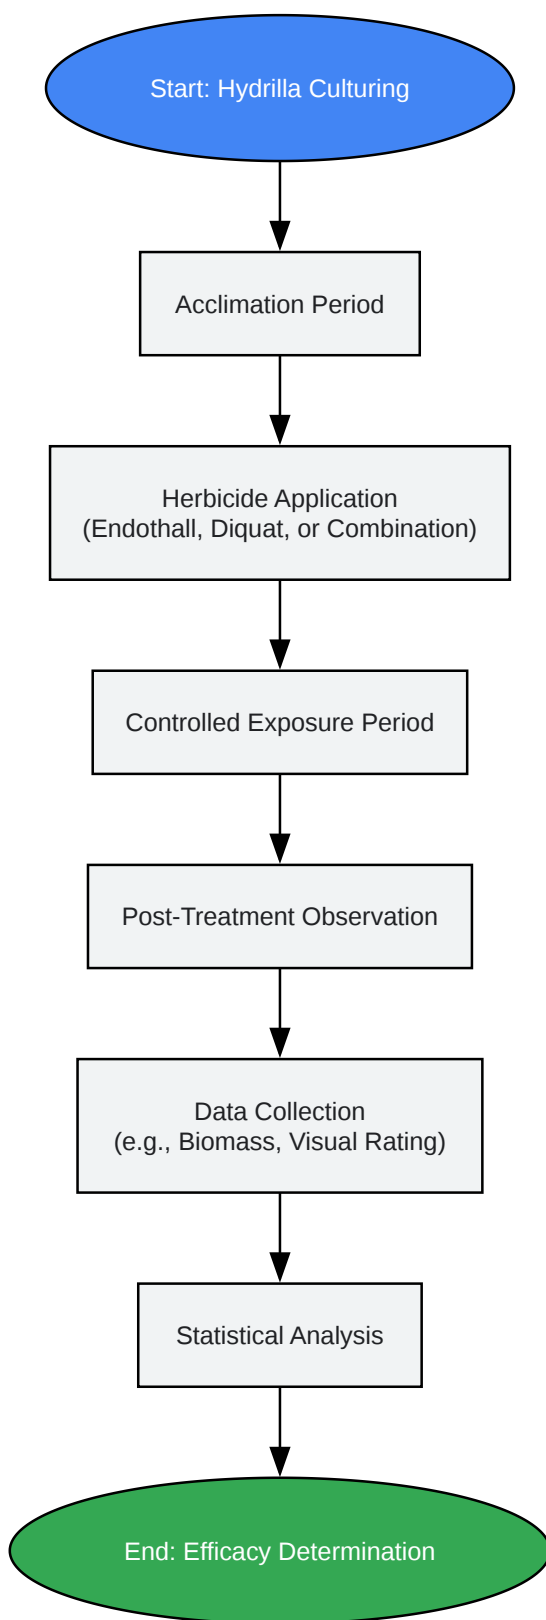 Start: Hydrilla Culturing
Acclimation Period
Herbicide Application
(Endothall, Diquat, or Combination)
Controlled Exposure Period
Post-Treatment Observation
Data Collection
(e.g., Biomass, Visual Rating)
Statistical Analysis
End: Efficacy Determination